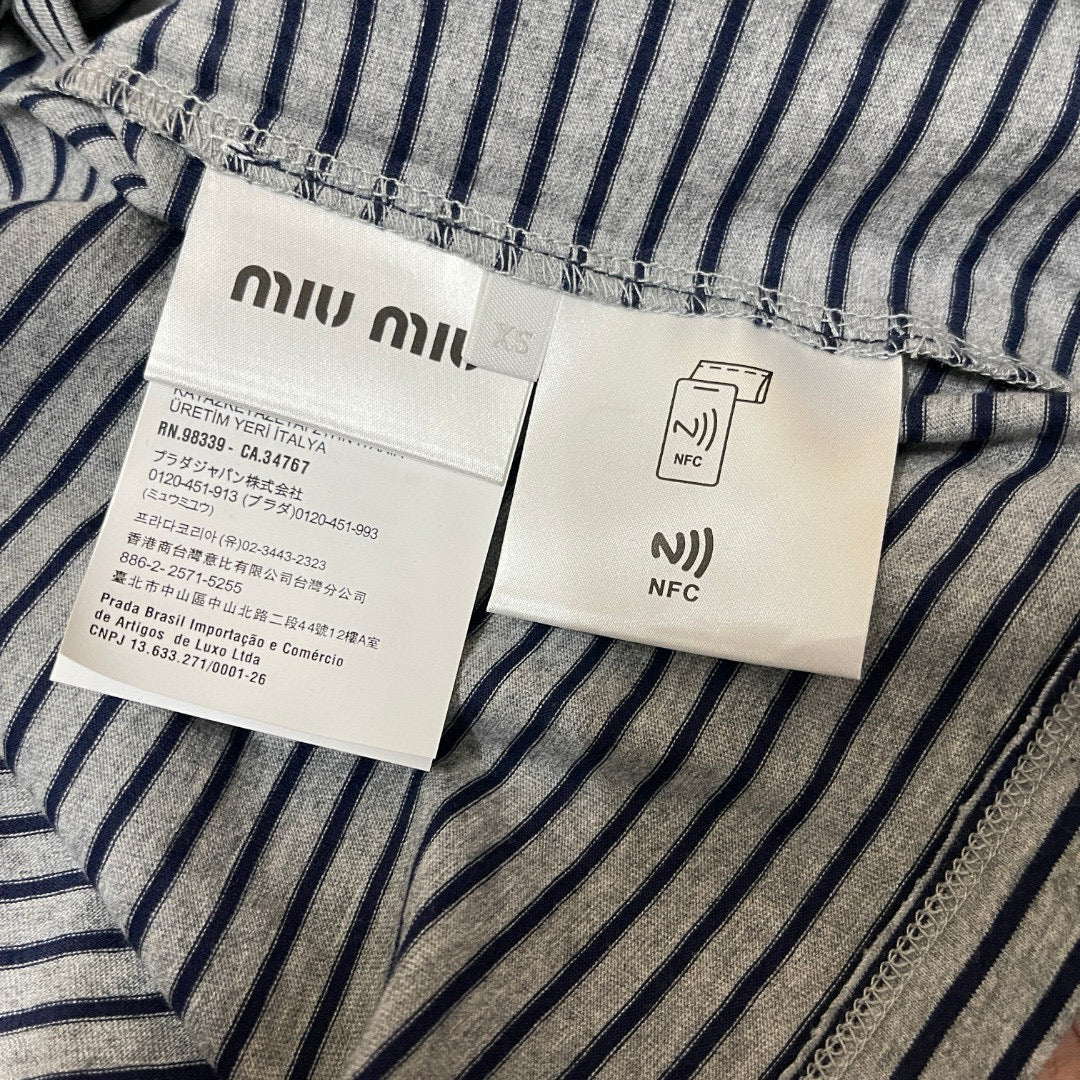 miu miu
XS
ÜRETİM YERİ İTALYA
RN.98339 - CA.34767
プラダジャパン株式会社
0120-451-913 (プラダ)0120-451-993
(ミュウミュウ)
프라다코리아(유)02-3443-2323
香港商台灣意比有限公司台灣分公司
886-2-2571-5255
臺北市中山區中山北路二段44號12樓A室
Prada Brasil Importação e Comércio
de Artigos de Luxo Ltda
CNPJ 13.633.271/0001-26
NFC
NFC